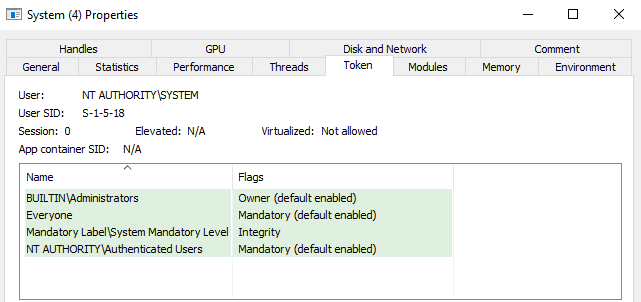 System (4) Properties
Handles GPU Disk and Network Comment
General Statistics Performance Threads Token Modules Memory Environment
User: NT AUTHORITY\SYSTEM
User SID: S-1-5-18
Session: 0 Elevated: N/A Virtualized: Not allowed
App container SID: N/A
Name Flags
BUILTIN\Administrators Owner (default enabled)
Everyone Mandatory (default enabled)
Mandatory Label\System Mandatory Level Integrity
NT AUTHORITY\Authenticated Users Mandatory (default enabled)